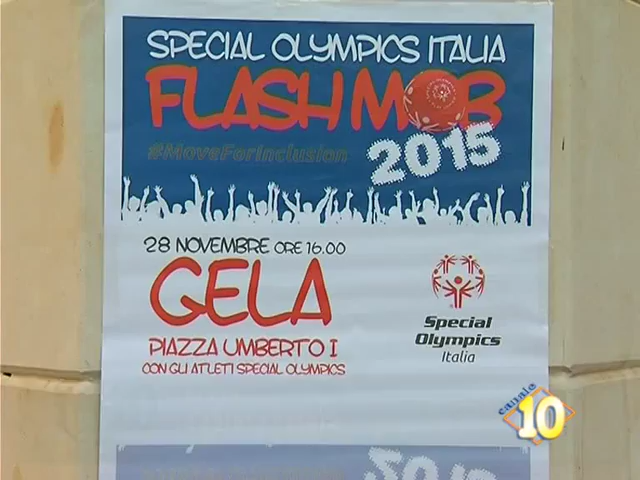 SPECIAL OLYMPICS ITALIA
FLASH MOB
#MoveForInclusion
2015
28 NOVEMBRE ORE 16.00
GELA
PIAZZA UMBERTO I
CON GLI ATLETI SPECIAL OLYMPICS
Special
Olympics
Italia
canale
10
2015